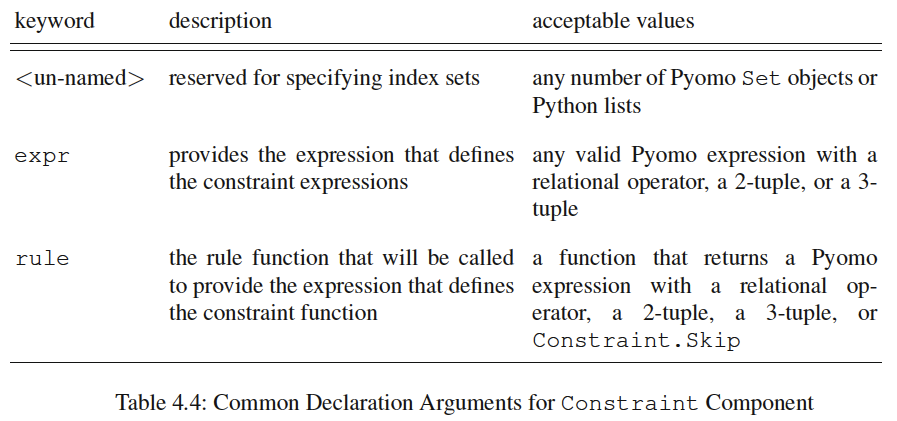 keyword description acceptable values
<un-named> reserved for specifying index sets any number of Pyomo Set objects or
Python lists
expr provides the expression that defines any valid Pyomo expression with a
the constraint expressions relational operator, a 2-tuple, or a 3-
tuple
rule the rule function that will be called a function that returns a Pyomo
to provide the expression that defines expression with a relational op-
the constraint function erator, a 2-tuple, a 3-tuple, or
Constraint.Skip
Table 4.4: Common Declaration Arguments for Constraint Component